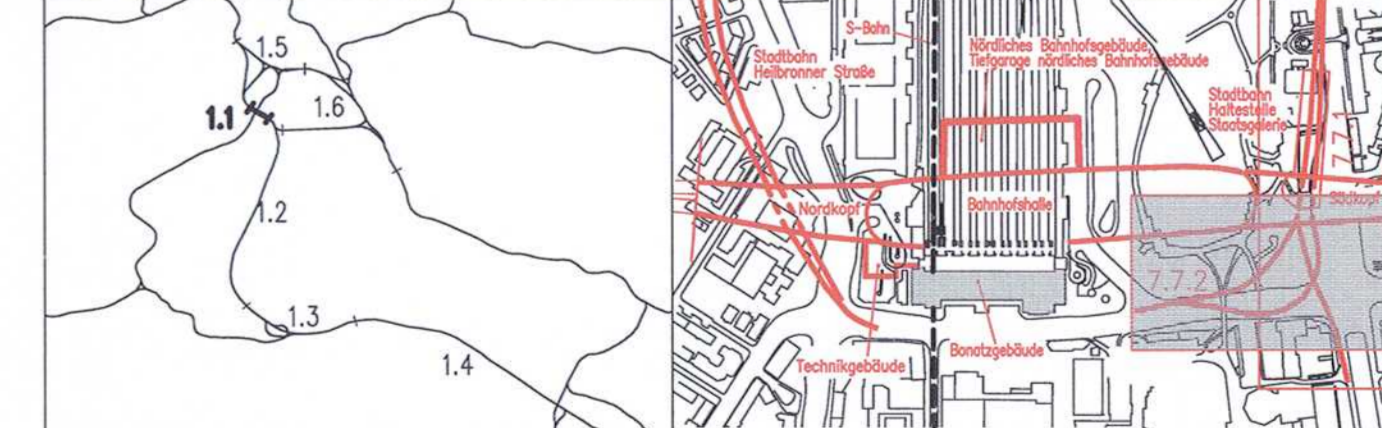 1.5
1.6
1.1
1.2
1.3
1.4
S-Bahn
Stadtbahn
Heilbronner Straße
Nördliches Bahnhofsgebäude,
Tiefgarage nördliches Bahnhofsgebäude
Stadtbahn
Haltestelle
Staatsgalerie
7.7.1
Nordkopf
Bahnhofshalle
Südkopf
7.7.2
Technikgebäude
Bonatzgebäude